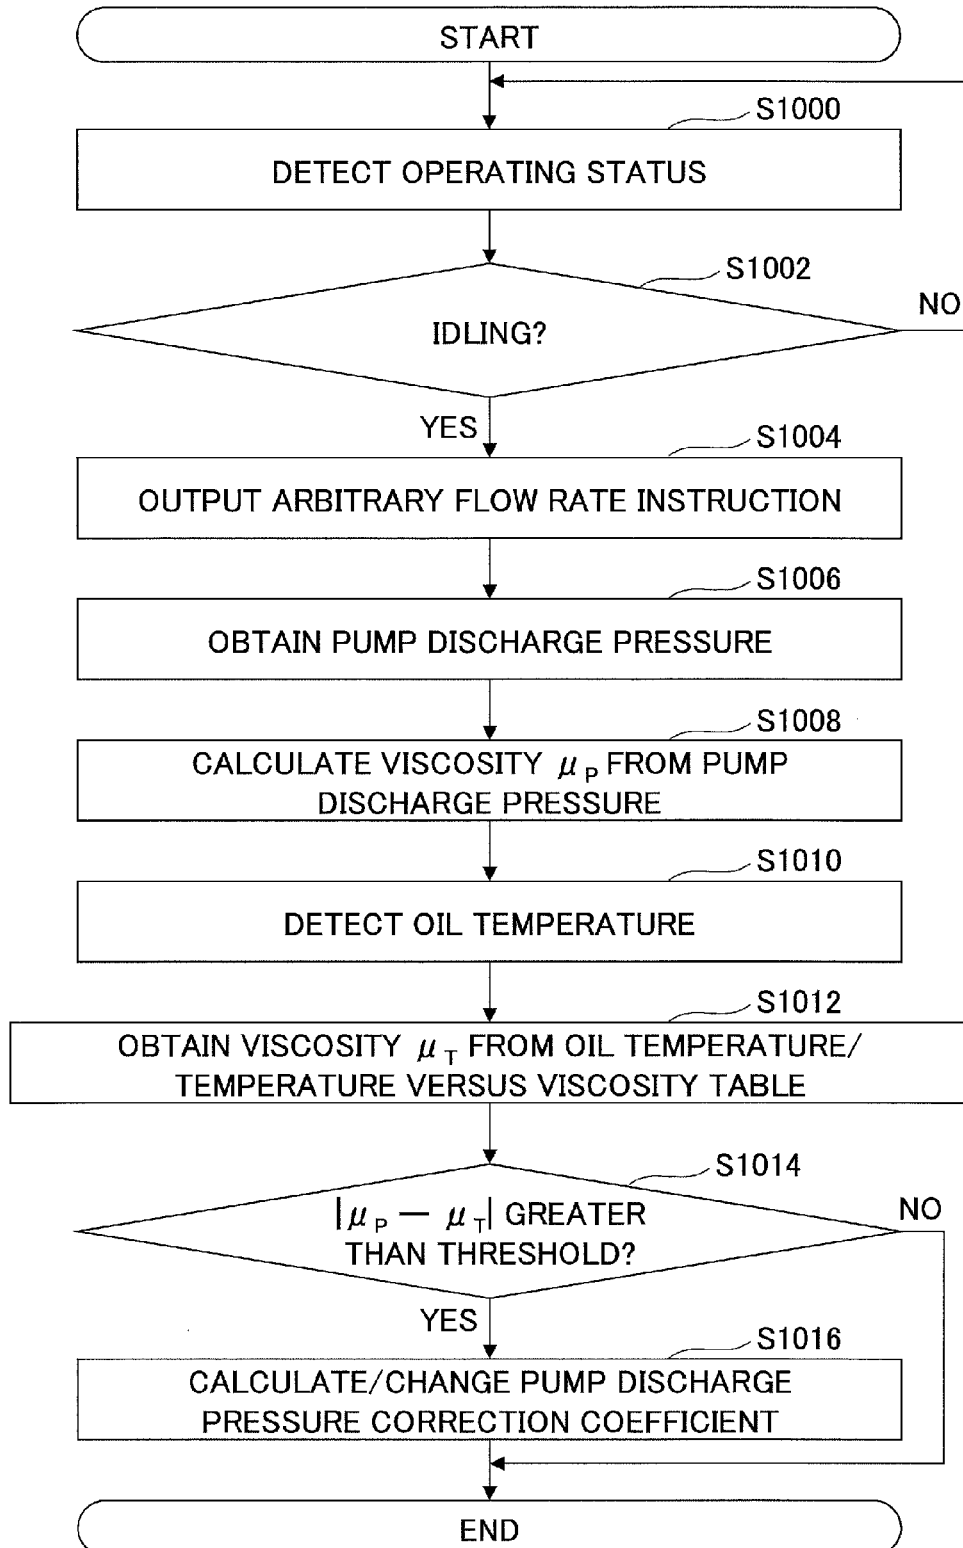 START
S1000
DETECT OPERATING STATUS
S1002
IDLING?
NO
YES
S1004
OUTPUT ARBITRARY FLOW RATE INSTRUCTION
S1006
OBTAIN PUMP DISCHARGE PRESSURE
S1008
CALCULATE VISCOSITY μP FROM PUMP
DISCHARGE PRESSURE
S1010
DETECT OIL TEMPERATURE
S1012
OBTAIN VISCOSITY μT FROM OIL TEMPERATURE/
TEMPERATURE VERSUS VISCOSITY TABLE
S1014
|μP − μT| GREATER
THAN THRESHOLD?
NO
YES
S1016
CALCULATE/CHANGE PUMP DISCHARGE
PRESSURE CORRECTION COEFFICIENT
END